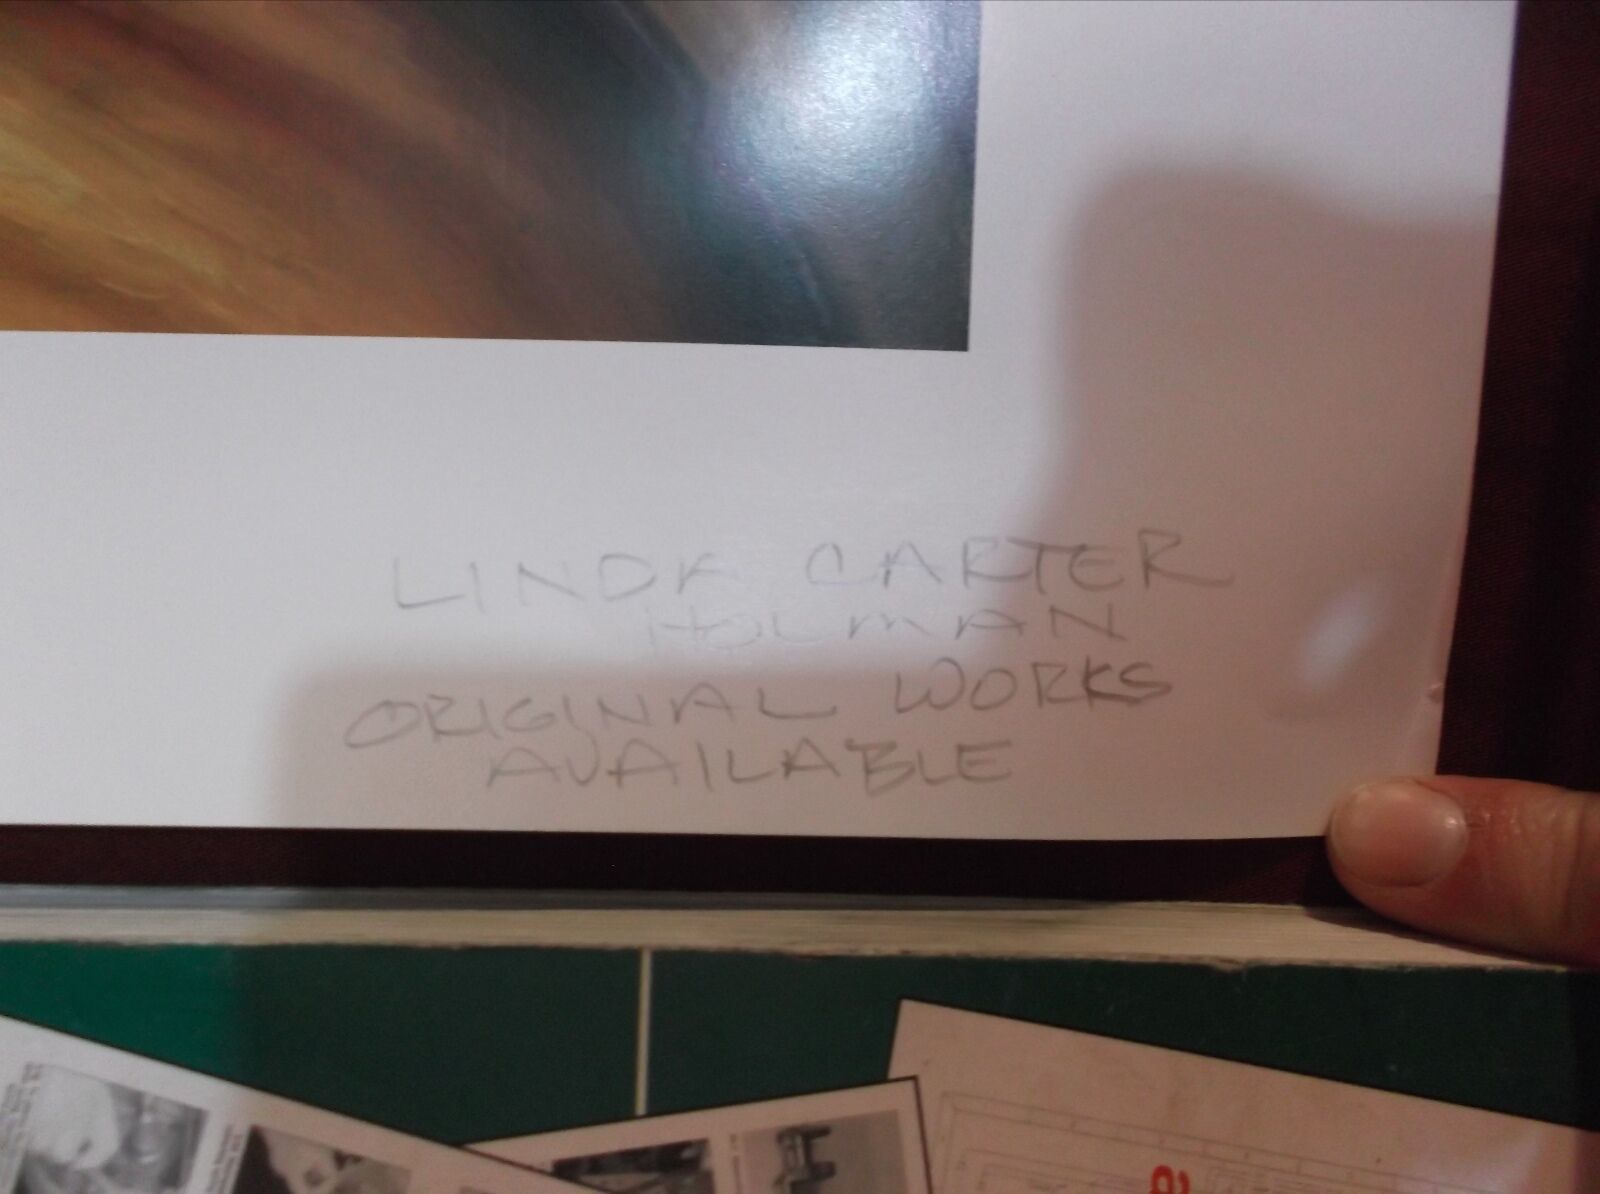 LINDA CARTER
HOLMAN
ORIGINAL WORKS
AVAILABLE
a